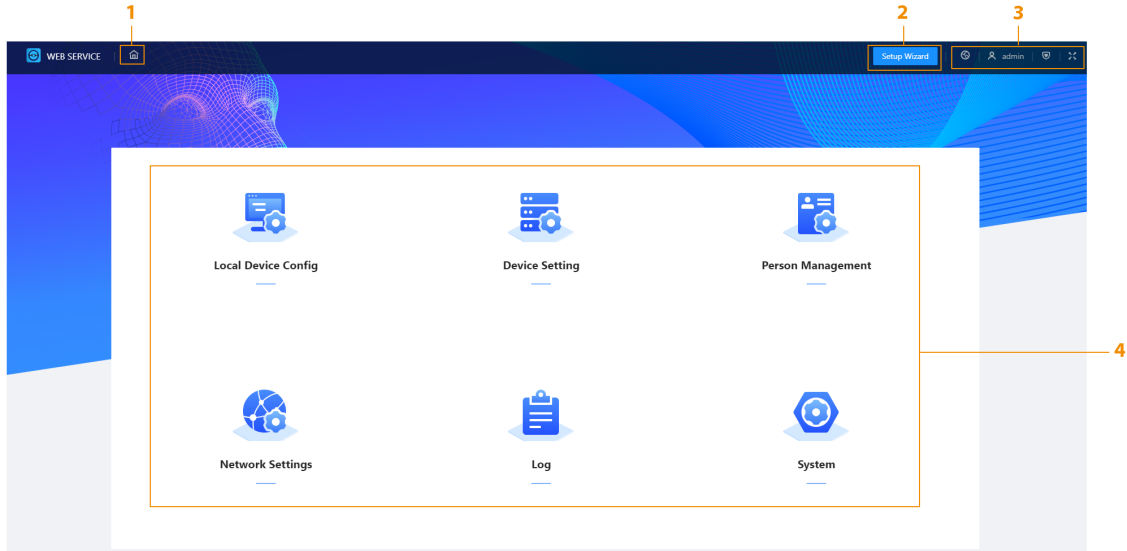 1 2 3
WEB SERVICE Setup Wizard admin
Local Device Config Device Setting Person Management
4
Network Settings Log System